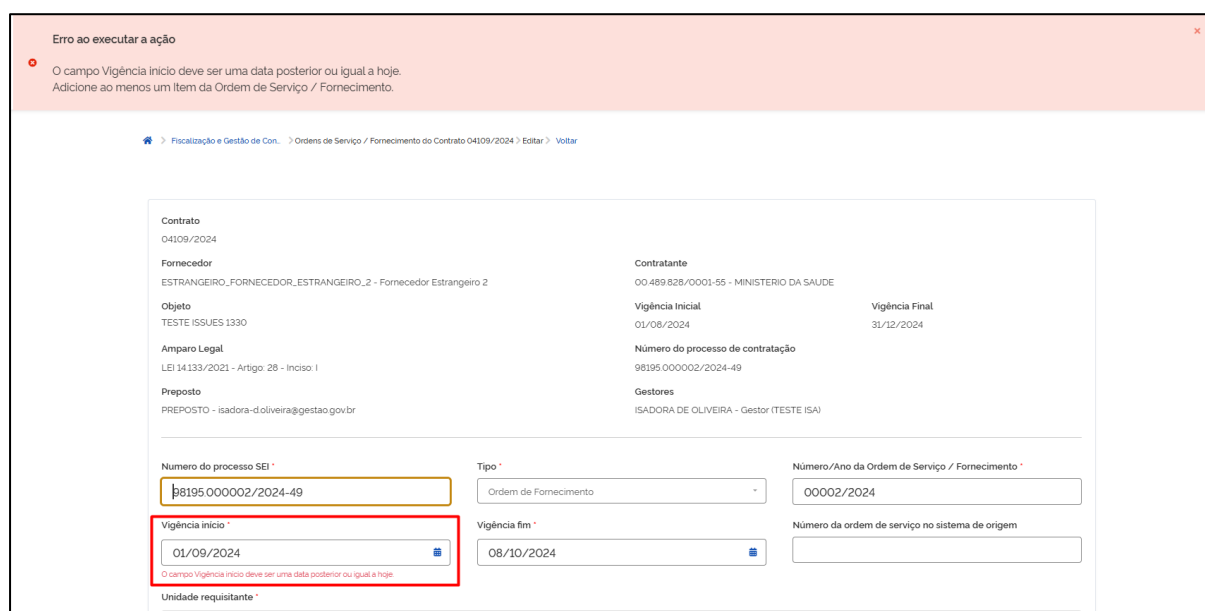 Erro ao executar a ação
O campo Vigência início deve ser uma data posterior ou igual a hoje.
Adicione ao menos um Item da Ordem de Serviço / Fornecimento.
Fiscalização e Gestão de Con... > Ordens de Serviço / Fornecimento do Contrato 04109/2024 > Editar > Voltar
Contrato
04109/2024
Fornecedor
ESTRANGEIRO_FORNECEDOR_ESTRANGEIRO_2 - Fornecedor Estrangeiro 2
Contratante
00.489.828/0001-55 - MINISTERIO DA SAUDE
Objeto
TESTE ISSUES 1330
Vigência Inicial
01/08/2024
Vigência Final
31/12/2024
Amparo Legal
LEI 14.133/2021 - Artigo: 28 - Inciso: I
Número do processo de contratação
98195.000002/2024-49
Preposto
PREPOSTO - isadora-d.oliveira@gestao.gov.br
Gestores
ISADORA DE OLIVEIRA - Gestor (TESTE ISA)
Numero do processo SEI *
98195.000002/2024-49
Tipo *
Ordem de Fornecimento
Número/Ano da Ordem de Serviço / Fornecimento *
00002/2024
Vigência início *
01/09/2024
O campo Vigência início deve ser uma data posterior ou igual a hoje.
Vigência fim *
08/10/2024
Número da ordem de serviço no sistema de origem
Unidade requisitante *